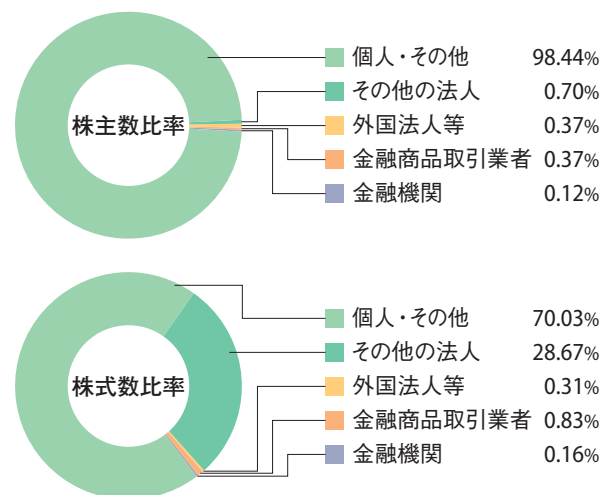 株主数比率
個人・その他 98.44%
その他の法人 0.70%
外国法人等 0.37%
金融商品取引業者 0.37%
金融機関 0.12%
株式数比率
個人・その他 70.03%
その他の法人 28.67%
外国法人等 0.31%
金融商品取引業者 0.83%
金融機関 0.16%